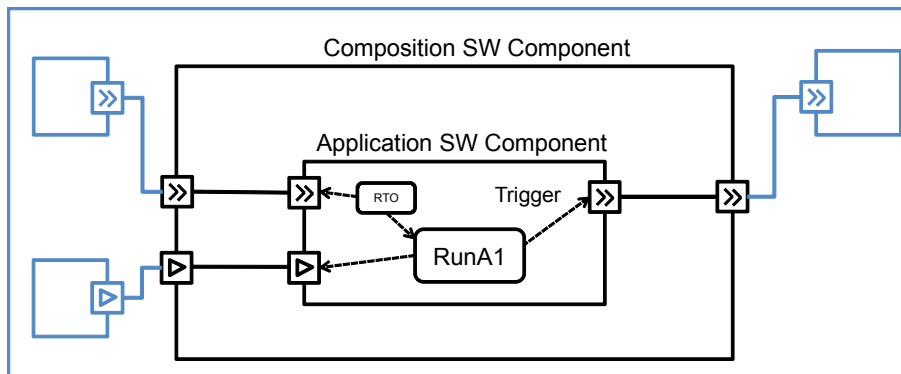 Composition SW Component
Application SW Component
RTO
Trigger
RunA1